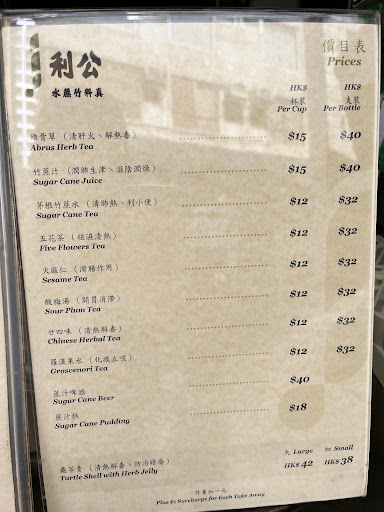 利公
水蔗竹料真
價目表
Prices
HK$ HK$
杯裝 支裝
Per Cup Per Bottle
雞骨草 （清肝火、解熱毒） $15 $40
Abrus Herb Tea
竹蔗汁 （潤肺生津、滋陰潤燥） $15 $40
Sugar Cane Juice
茅根竹蔗水 （清肺熱、利小便） $12 $32
Sugar Cane Tea
五花茶 （祛濕清熱） $12 $32
Five Flowers Tea
火麻仁 （潤腸作用） $12 $32
Sesame Tea
酸梅湯 （開胃消滯） $12 $32
Sour Plum Tea
廿四味 （清熱解毒） $12 $32
Chinese Herbal Tea
羅漢果水 （化痰止咳） $12 $32
Grosvenori Tea
蔗汁啤酒 $40
Sugar Cane Beer
蔗汁糕 $18
Sugar Cane Pudding
大 Large 細 Small
龜苓膏 （清熱解毒、防治暗瘡） HK$ 42 HK$ 38
Turtle Shell with Herb Jelly
外賣加一元
Plus $1 Surcharge for Each Take Away